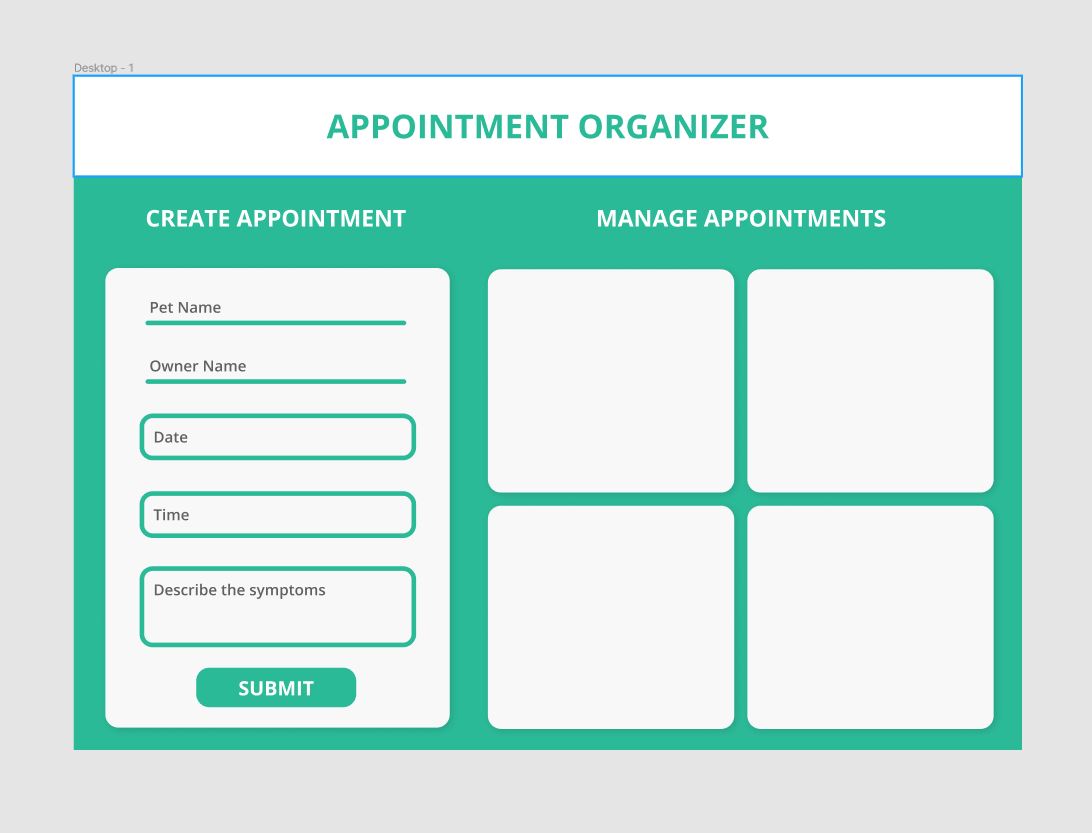 Desktop - 1
APPOINTMENT ORGANIZER
CREATE APPOINTMENT
MANAGE APPOINTMENTS
Pet Name
Owner Name
Date
Time
Describe the symptoms
SUBMIT